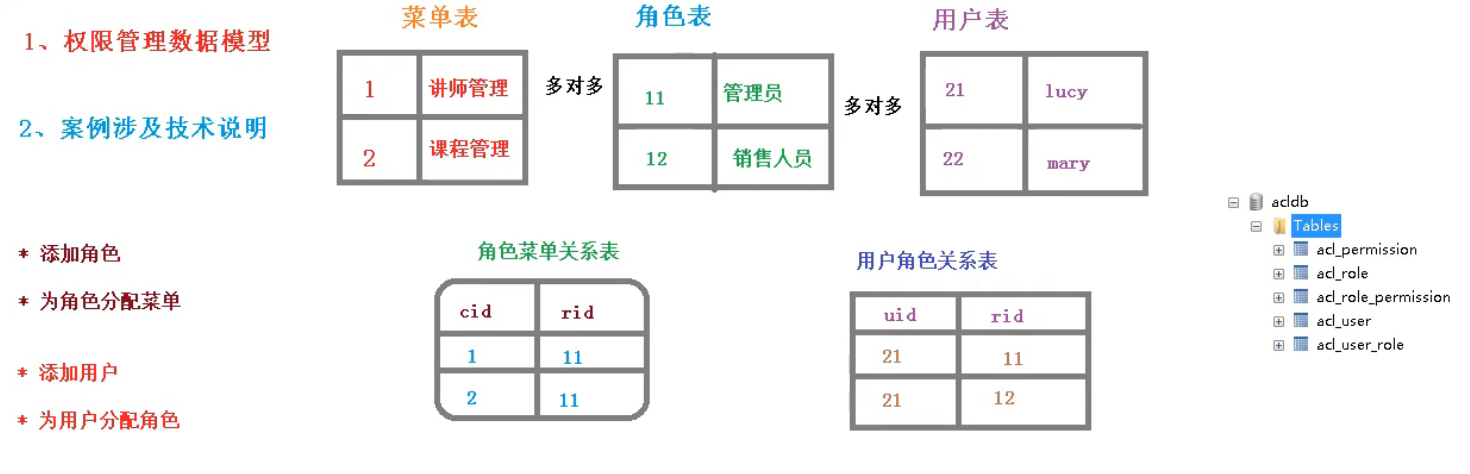 1、权限管理数据模型
2、案例涉及技术说明
菜单表
1 讲师管理
2 课程管理
多对多
角色表
11 管理员
12 销售人员
多对多
用户表
21 lucy
22 mary
* 添加角色
* 为角色分配菜单
* 添加用户
* 为用户分配角色
角色菜单关系表
cid rid
1 11
2 11
用户角色关系表
uid rid
21 11
21 12
acldb
Tables
acl_permission
acl_role
acl_role_permission
acl_user
acl_user_role